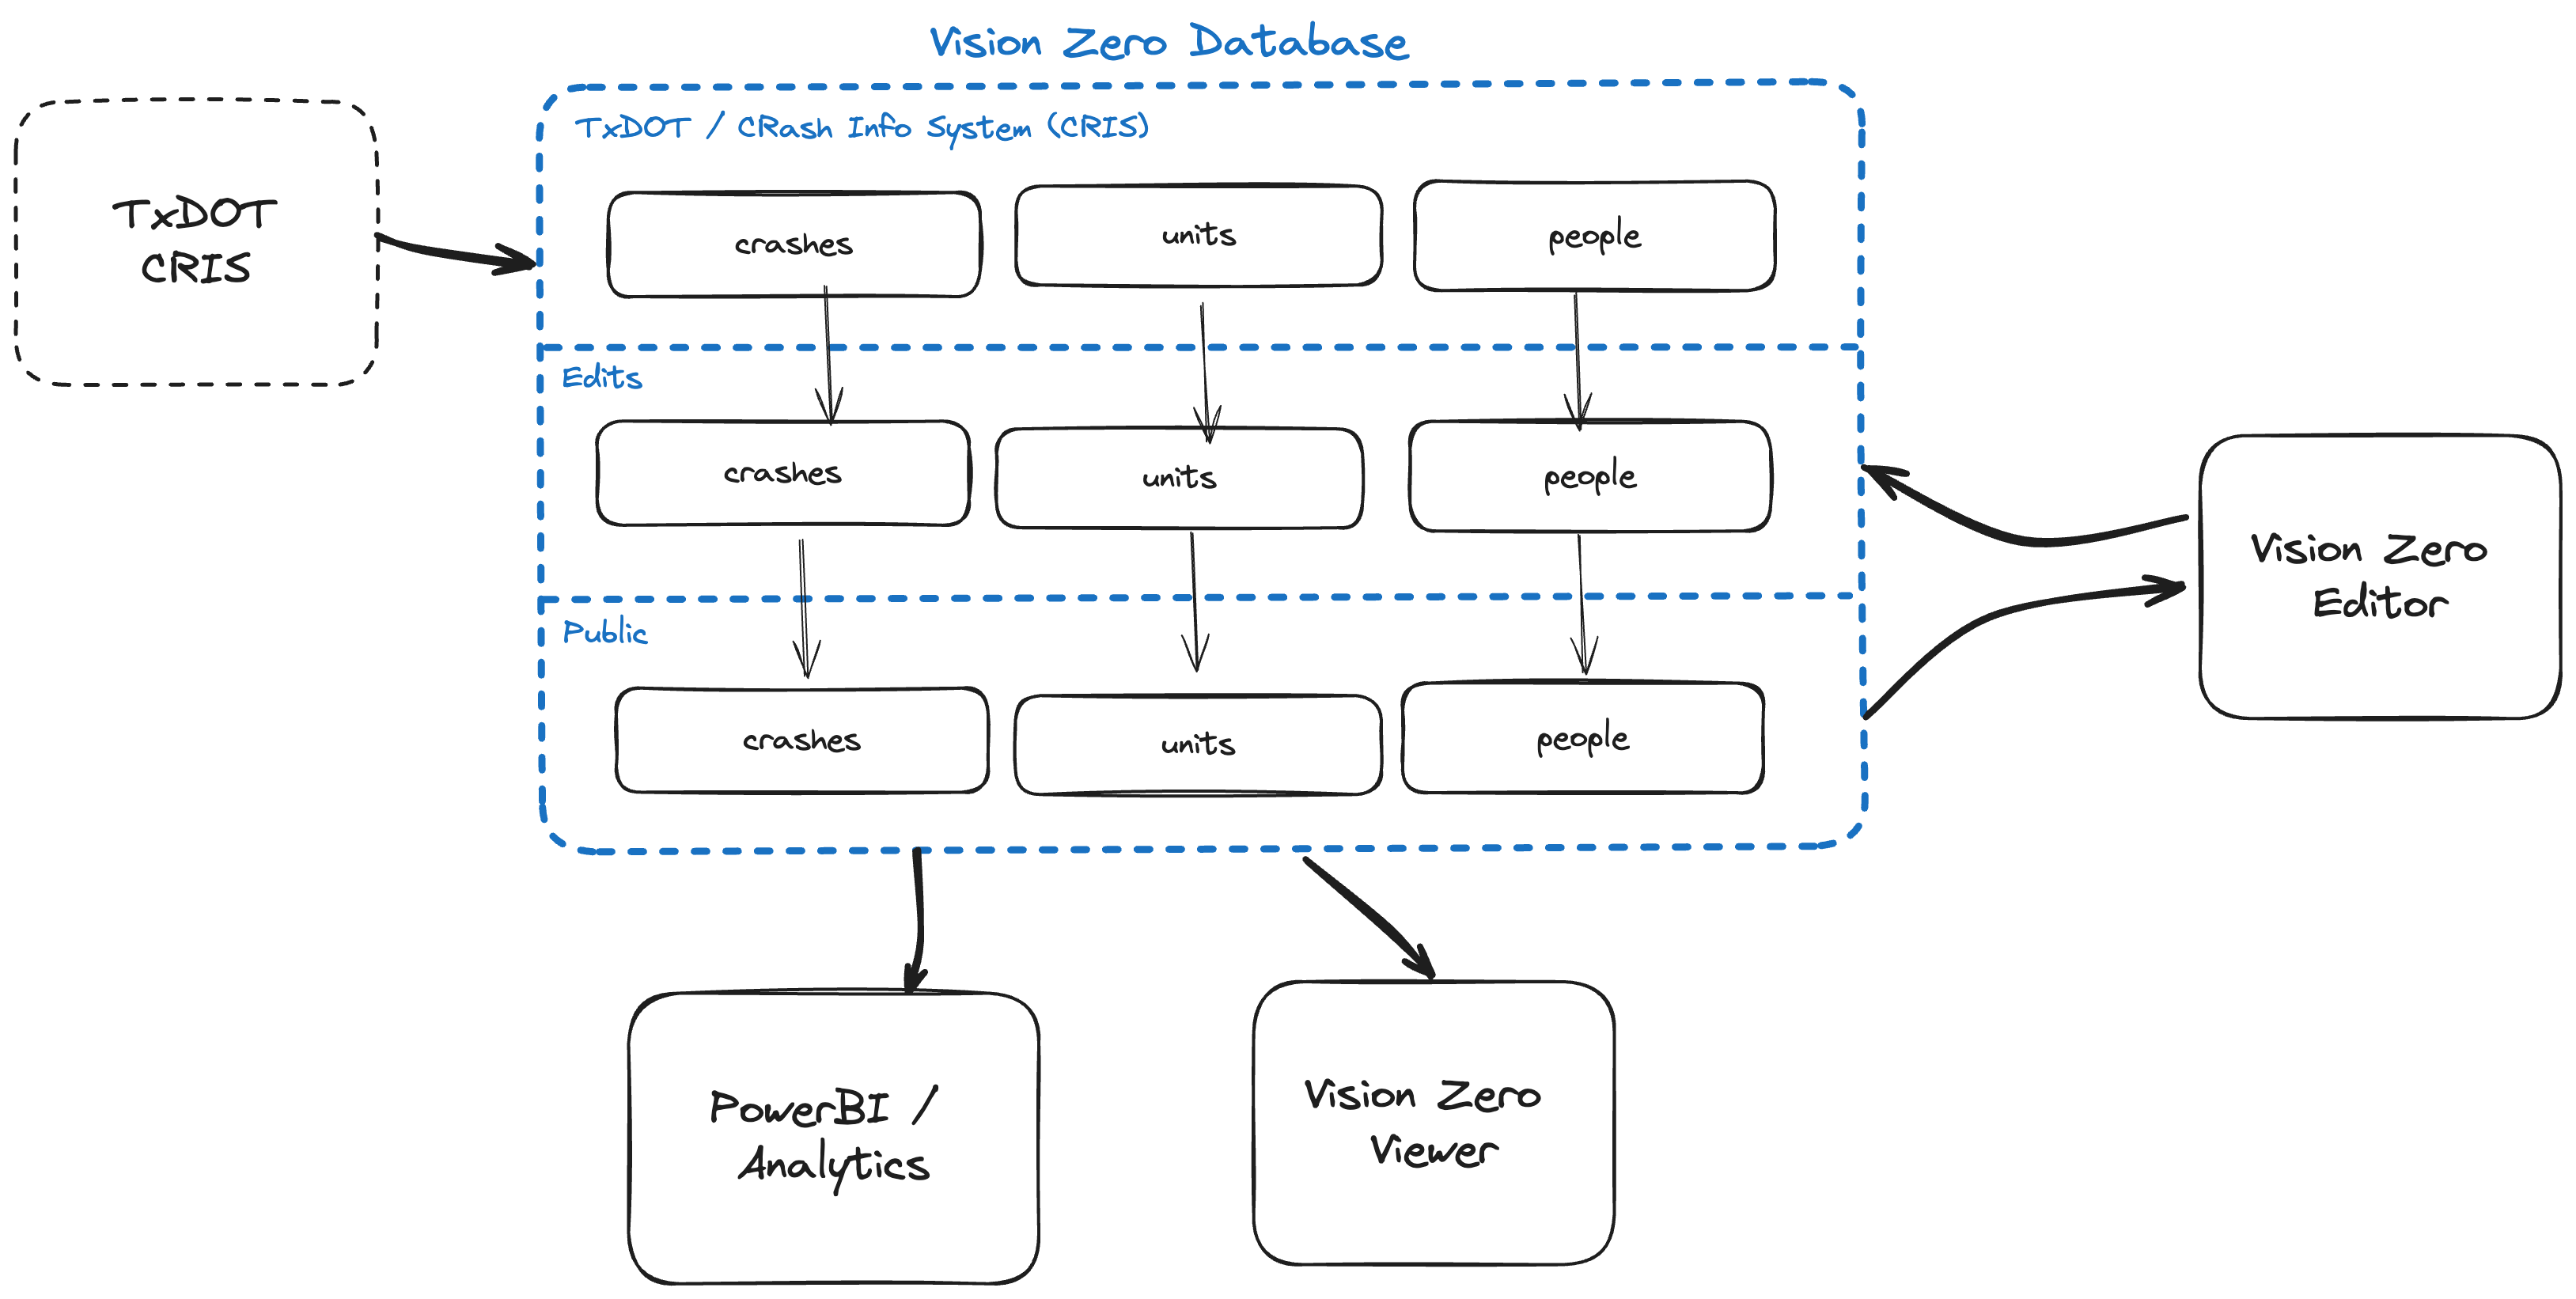 Vision Zero Database
TxDOT / CRash Info System (CRIS)
TxDOT
CRIS
crashes
units
people
Edits
crashes
units
people
Vision Zero
Editor
Public
crashes
units
people
PowerBI /
Analytics
Vision Zero
Viewer